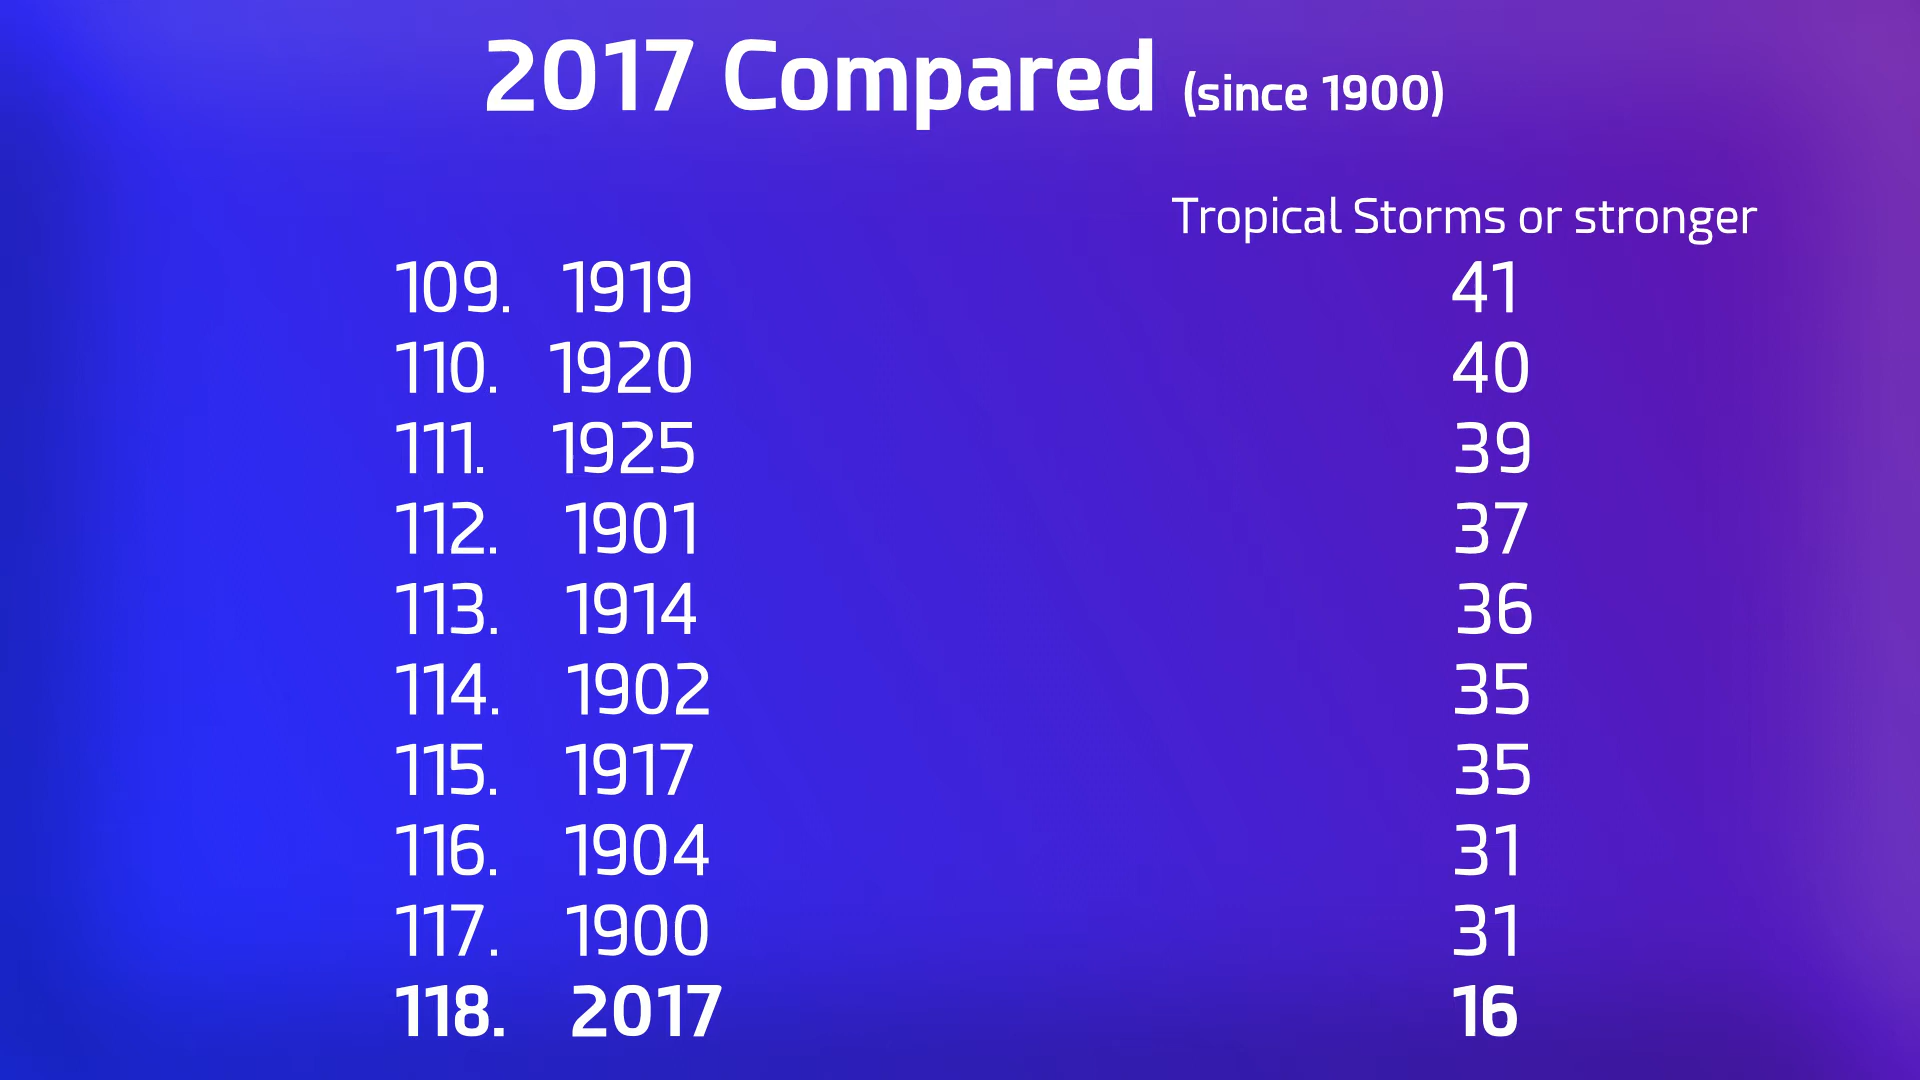 2017 Compared (since 1900)
Tropical Storms or stronger
109. 1919 41
110. 1920 40
111. 1925 39
112. 1901 37
113. 1914 36
114. 1902 35
115. 1917 35
116. 1904 31
117. 1900 31
118. 2017 16